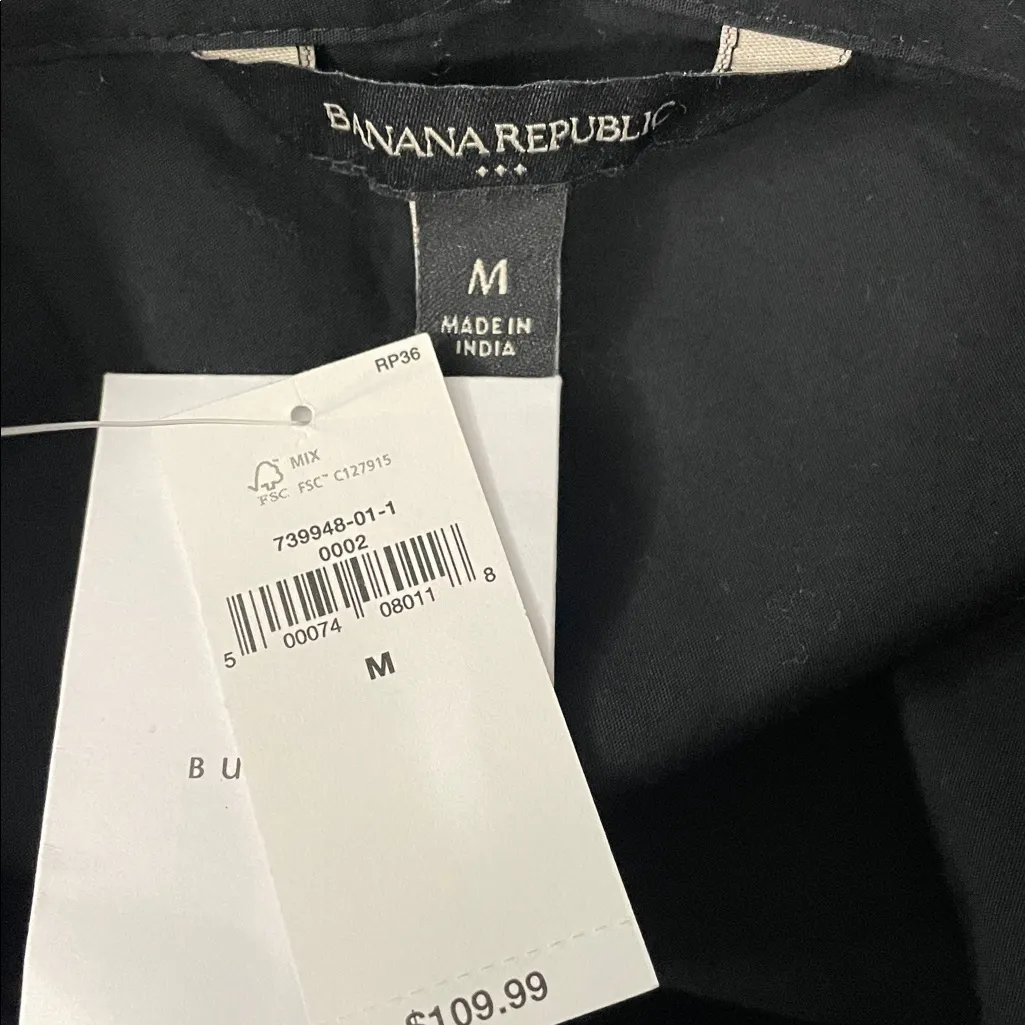 BANANA REPUBLIC
M
MADE IN
INDIA
RP36
MIX
FSC FSC™ C127915
739948-01-1
0002
5 00074 08011 8
M
BU
$109.99